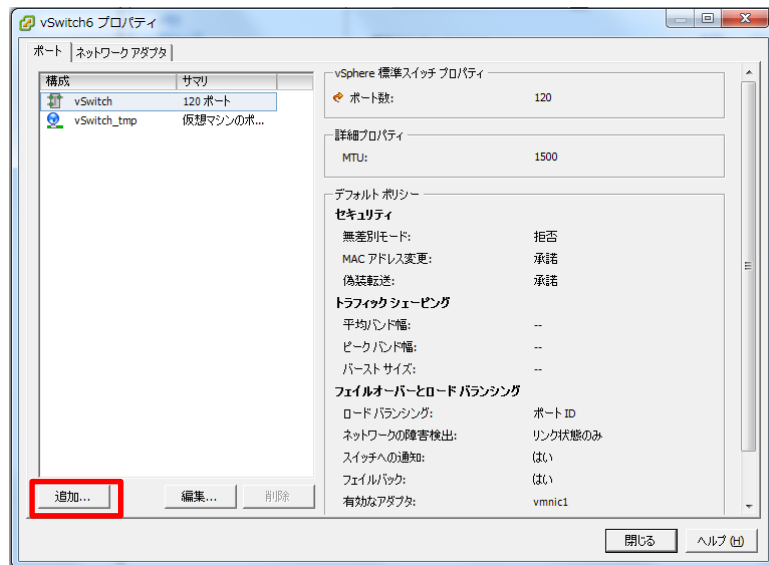 vSwitch6 プロパティ
ポート ネットワーク アダプタ
構成 サマリ
vSwitch 120 ポート
vSwitch_tmp 仮想マシンのポ...
追加... 編集... 削除
vSphere 標準スイッチ プロパティ
ポート数: 120
詳細プロパティ
MTU: 1500
デフォルト ポリシー
セキュリティ
無差別モード: 拒否
MAC アドレス変更: 承諾
偽装転送: 承諾
トラフィック シェーピング
平均バンド幅: --
ピーク バンド幅: --
バースト サイズ: --
フェイルオーバーとロード バランシング
ロード バランシング: ポート ID
ネットワークの障害検出: リンク状態のみ
スイッチへの通知: はい
フェイルバック: はい
有効なアダプタ: vmnic1
閉じる ヘルプ (H)